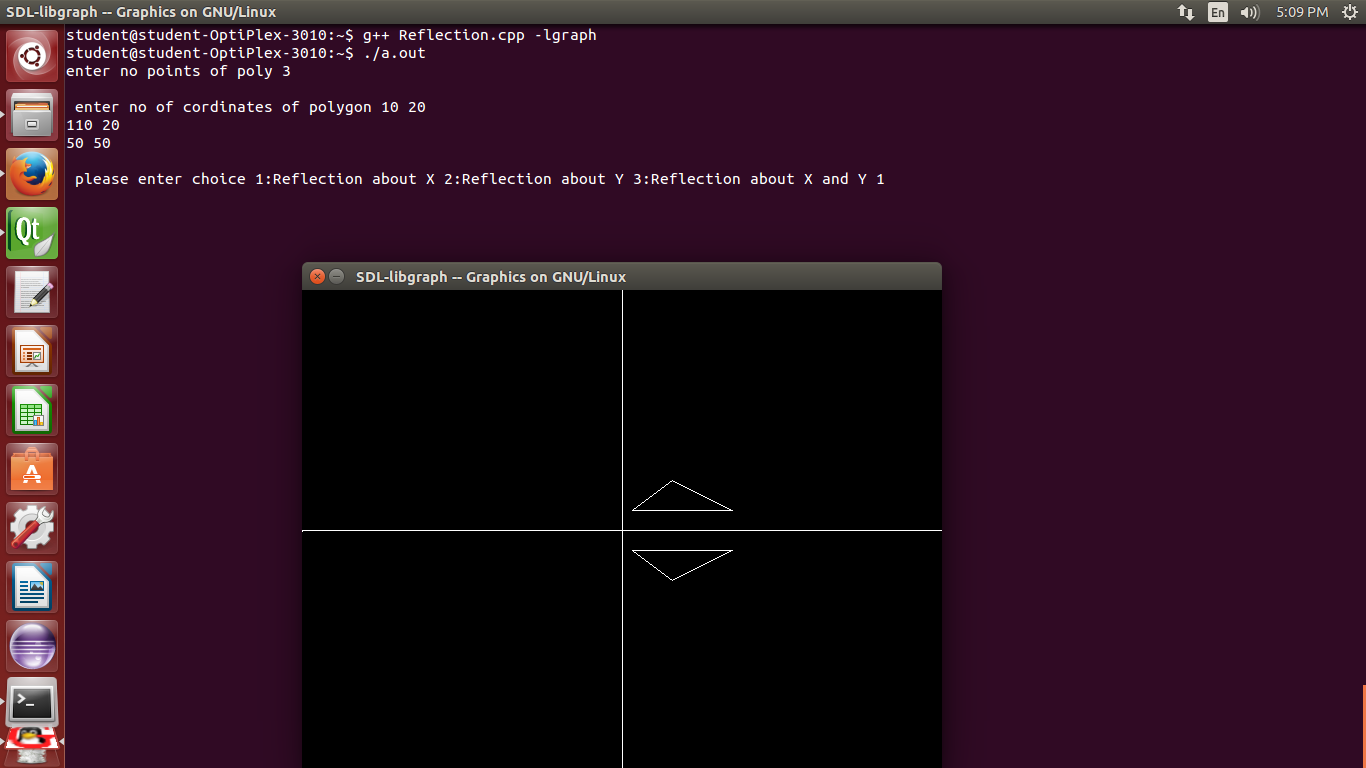 SDL-libgraph -- Graphics on GNU/Linux
En
5:09 PM
student@student-OptiPlex-3010:~$ g++ Reflection.cpp -lgraph
student@student-OptiPlex-3010:~$ ./a.out
enter no points of poly 3
enter no of cordinates of polygon 10 20
110 20
50 50
please enter choice 1:Reflection about X 2:Reflection about Y 3:Reflection about X and Y 1
SDL-libgraph -- Graphics on GNU/Linux
Qt